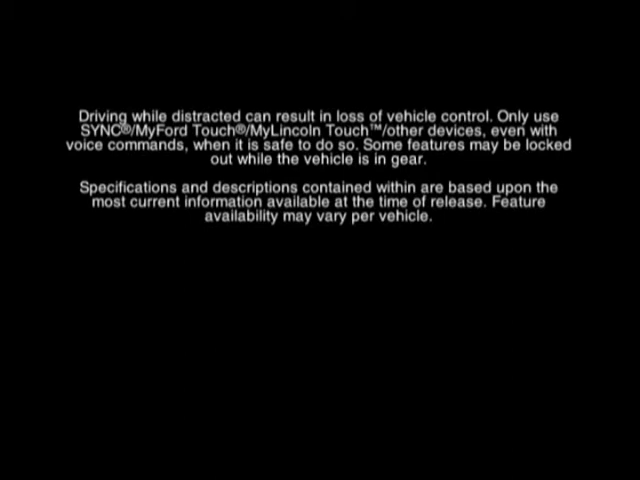 Driving while distracted can result in loss of vehicle control. Only use
SYNC®/MyFord Touch®/MyLincoln Touch™/other devices, even with
voice commands, when it is safe to do so. Some features may be locked
out while the vehicle is in gear.
Specifications and descriptions contained within are based upon the
most current information available at the time of release. Feature
availability may vary per vehicle.